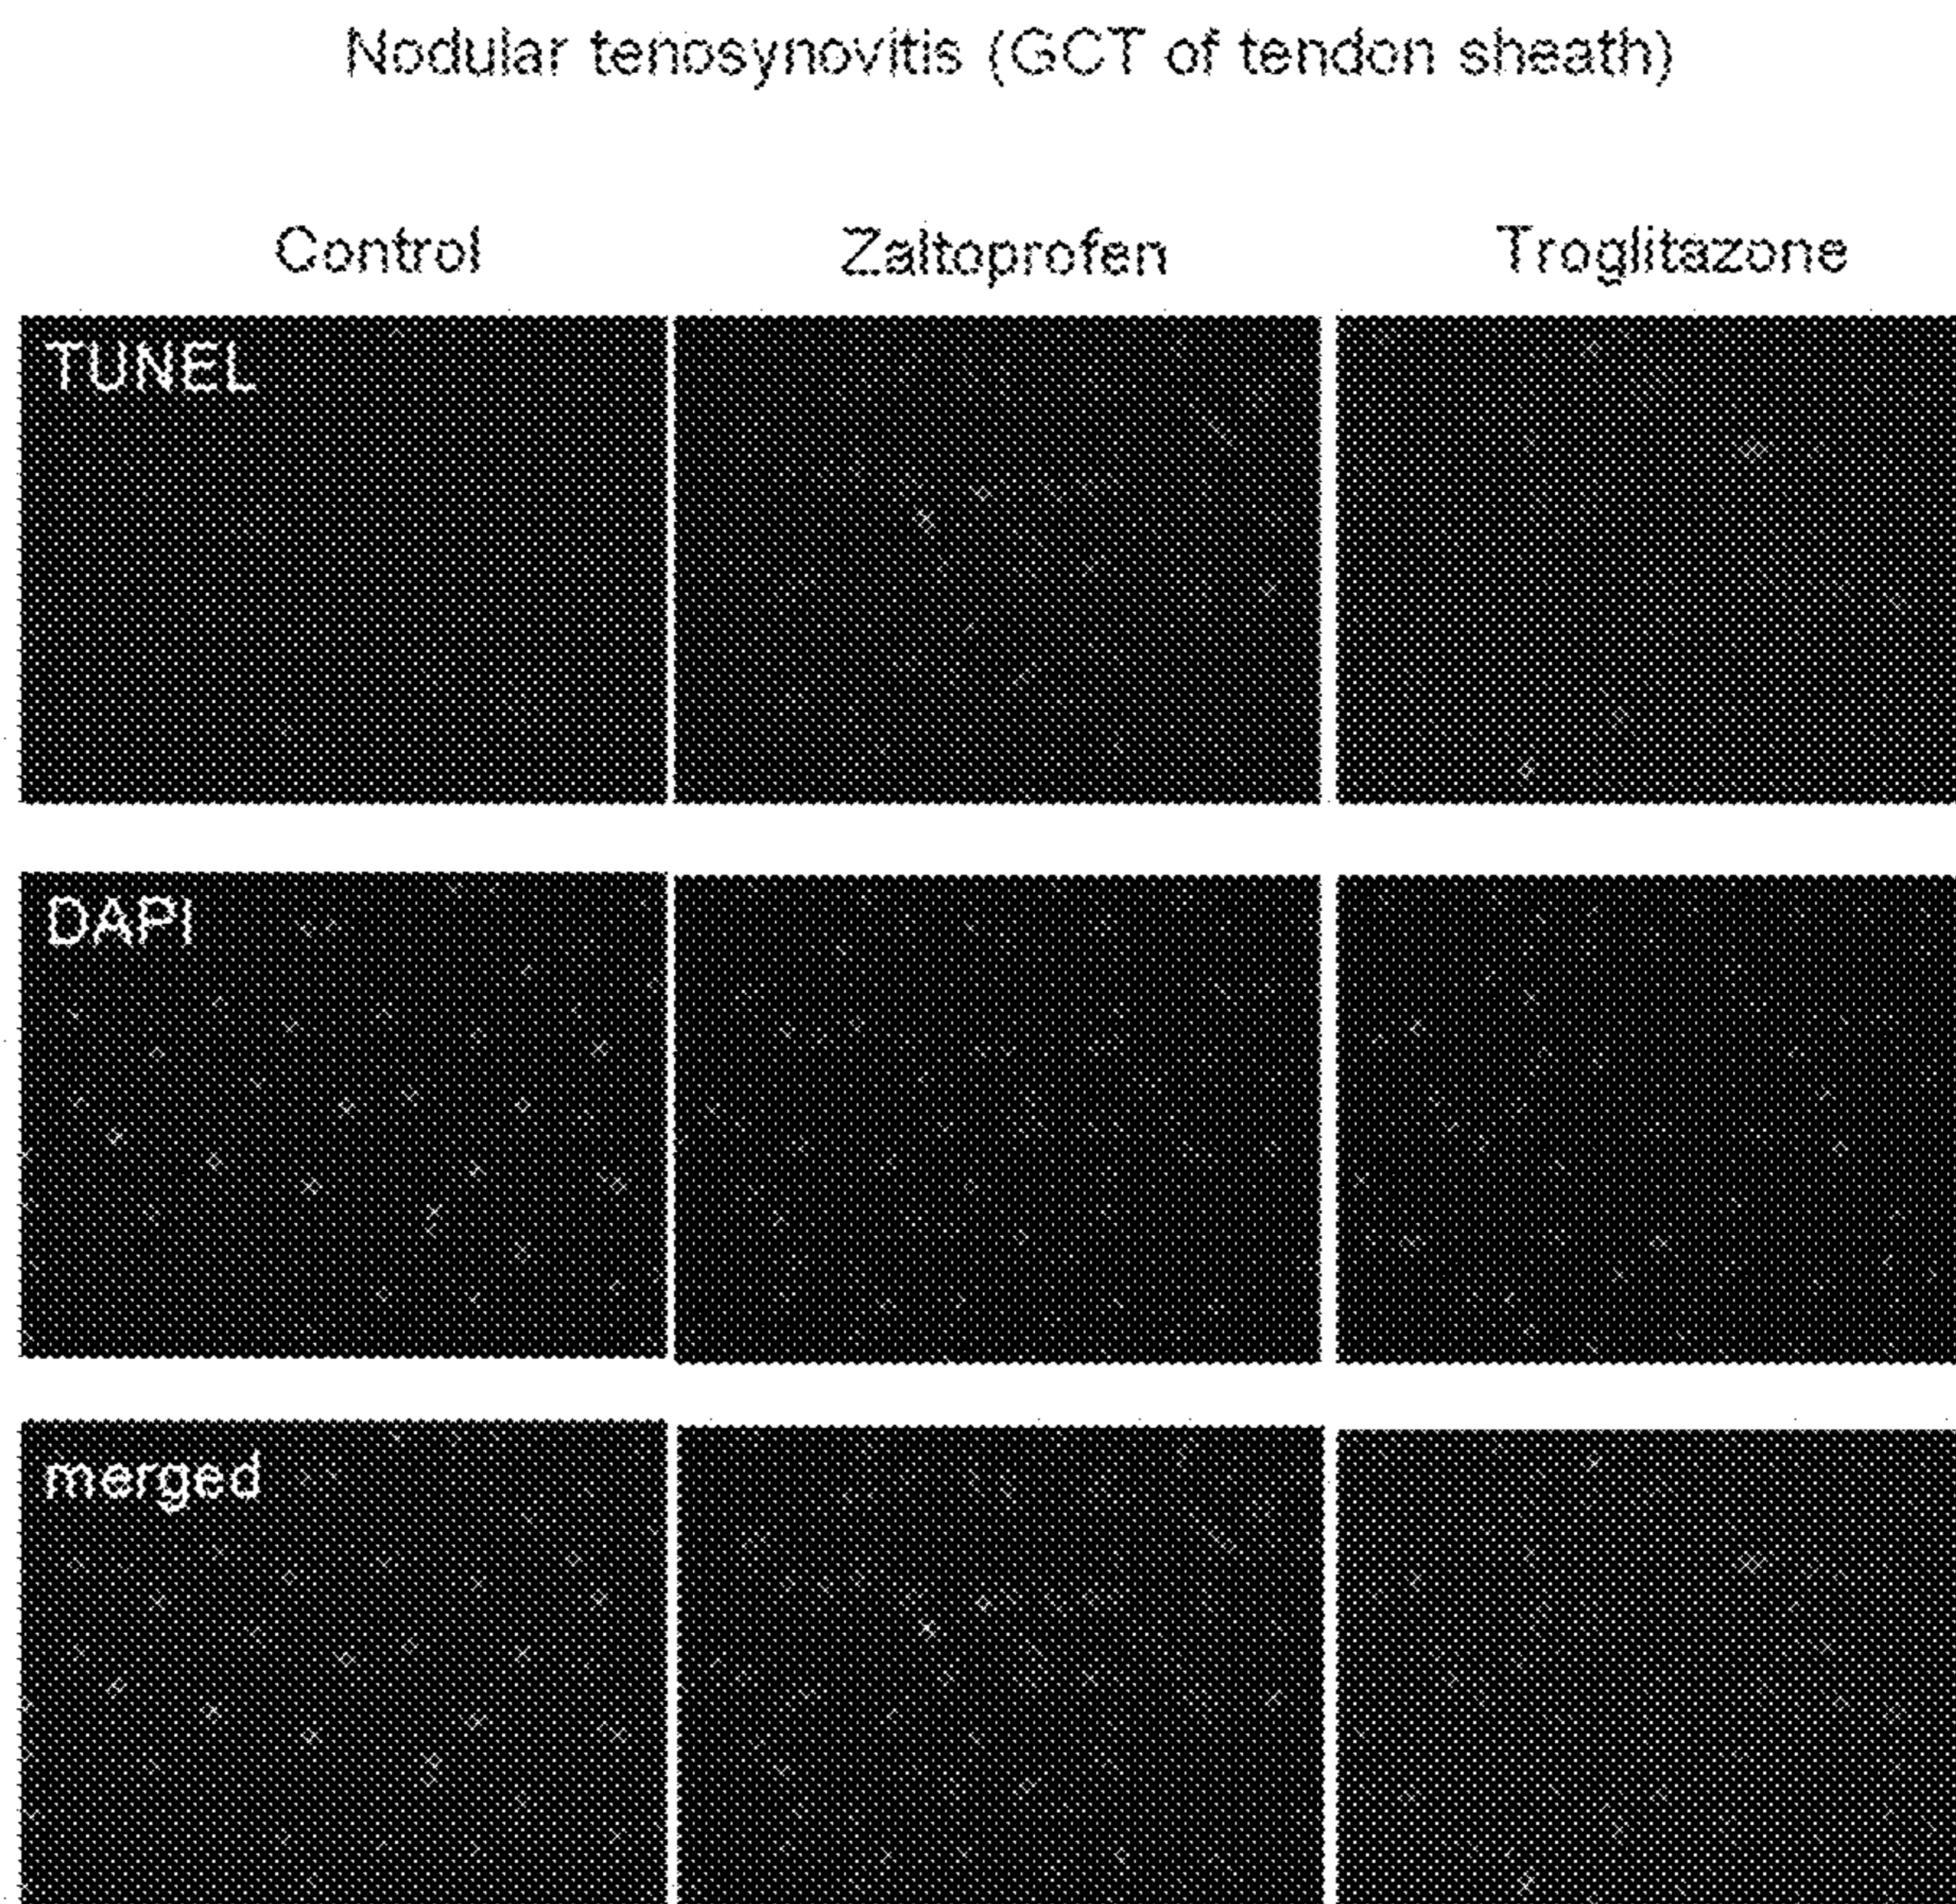 Nodular tenosynovitis (GCT of tendon sheath)
Control Zaltoprofen Troglitazone
TUNEL
DAPI
merged